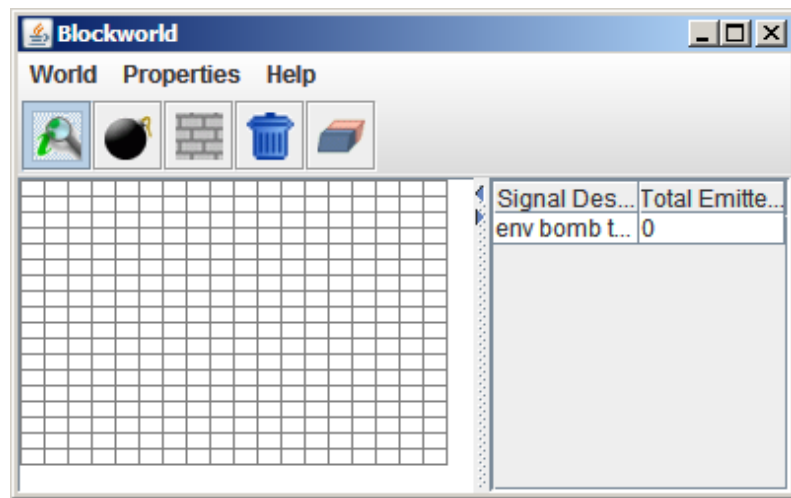 Blockworld
World Properties Help
Signal Des... Total Emitte...
env bomb t... 0